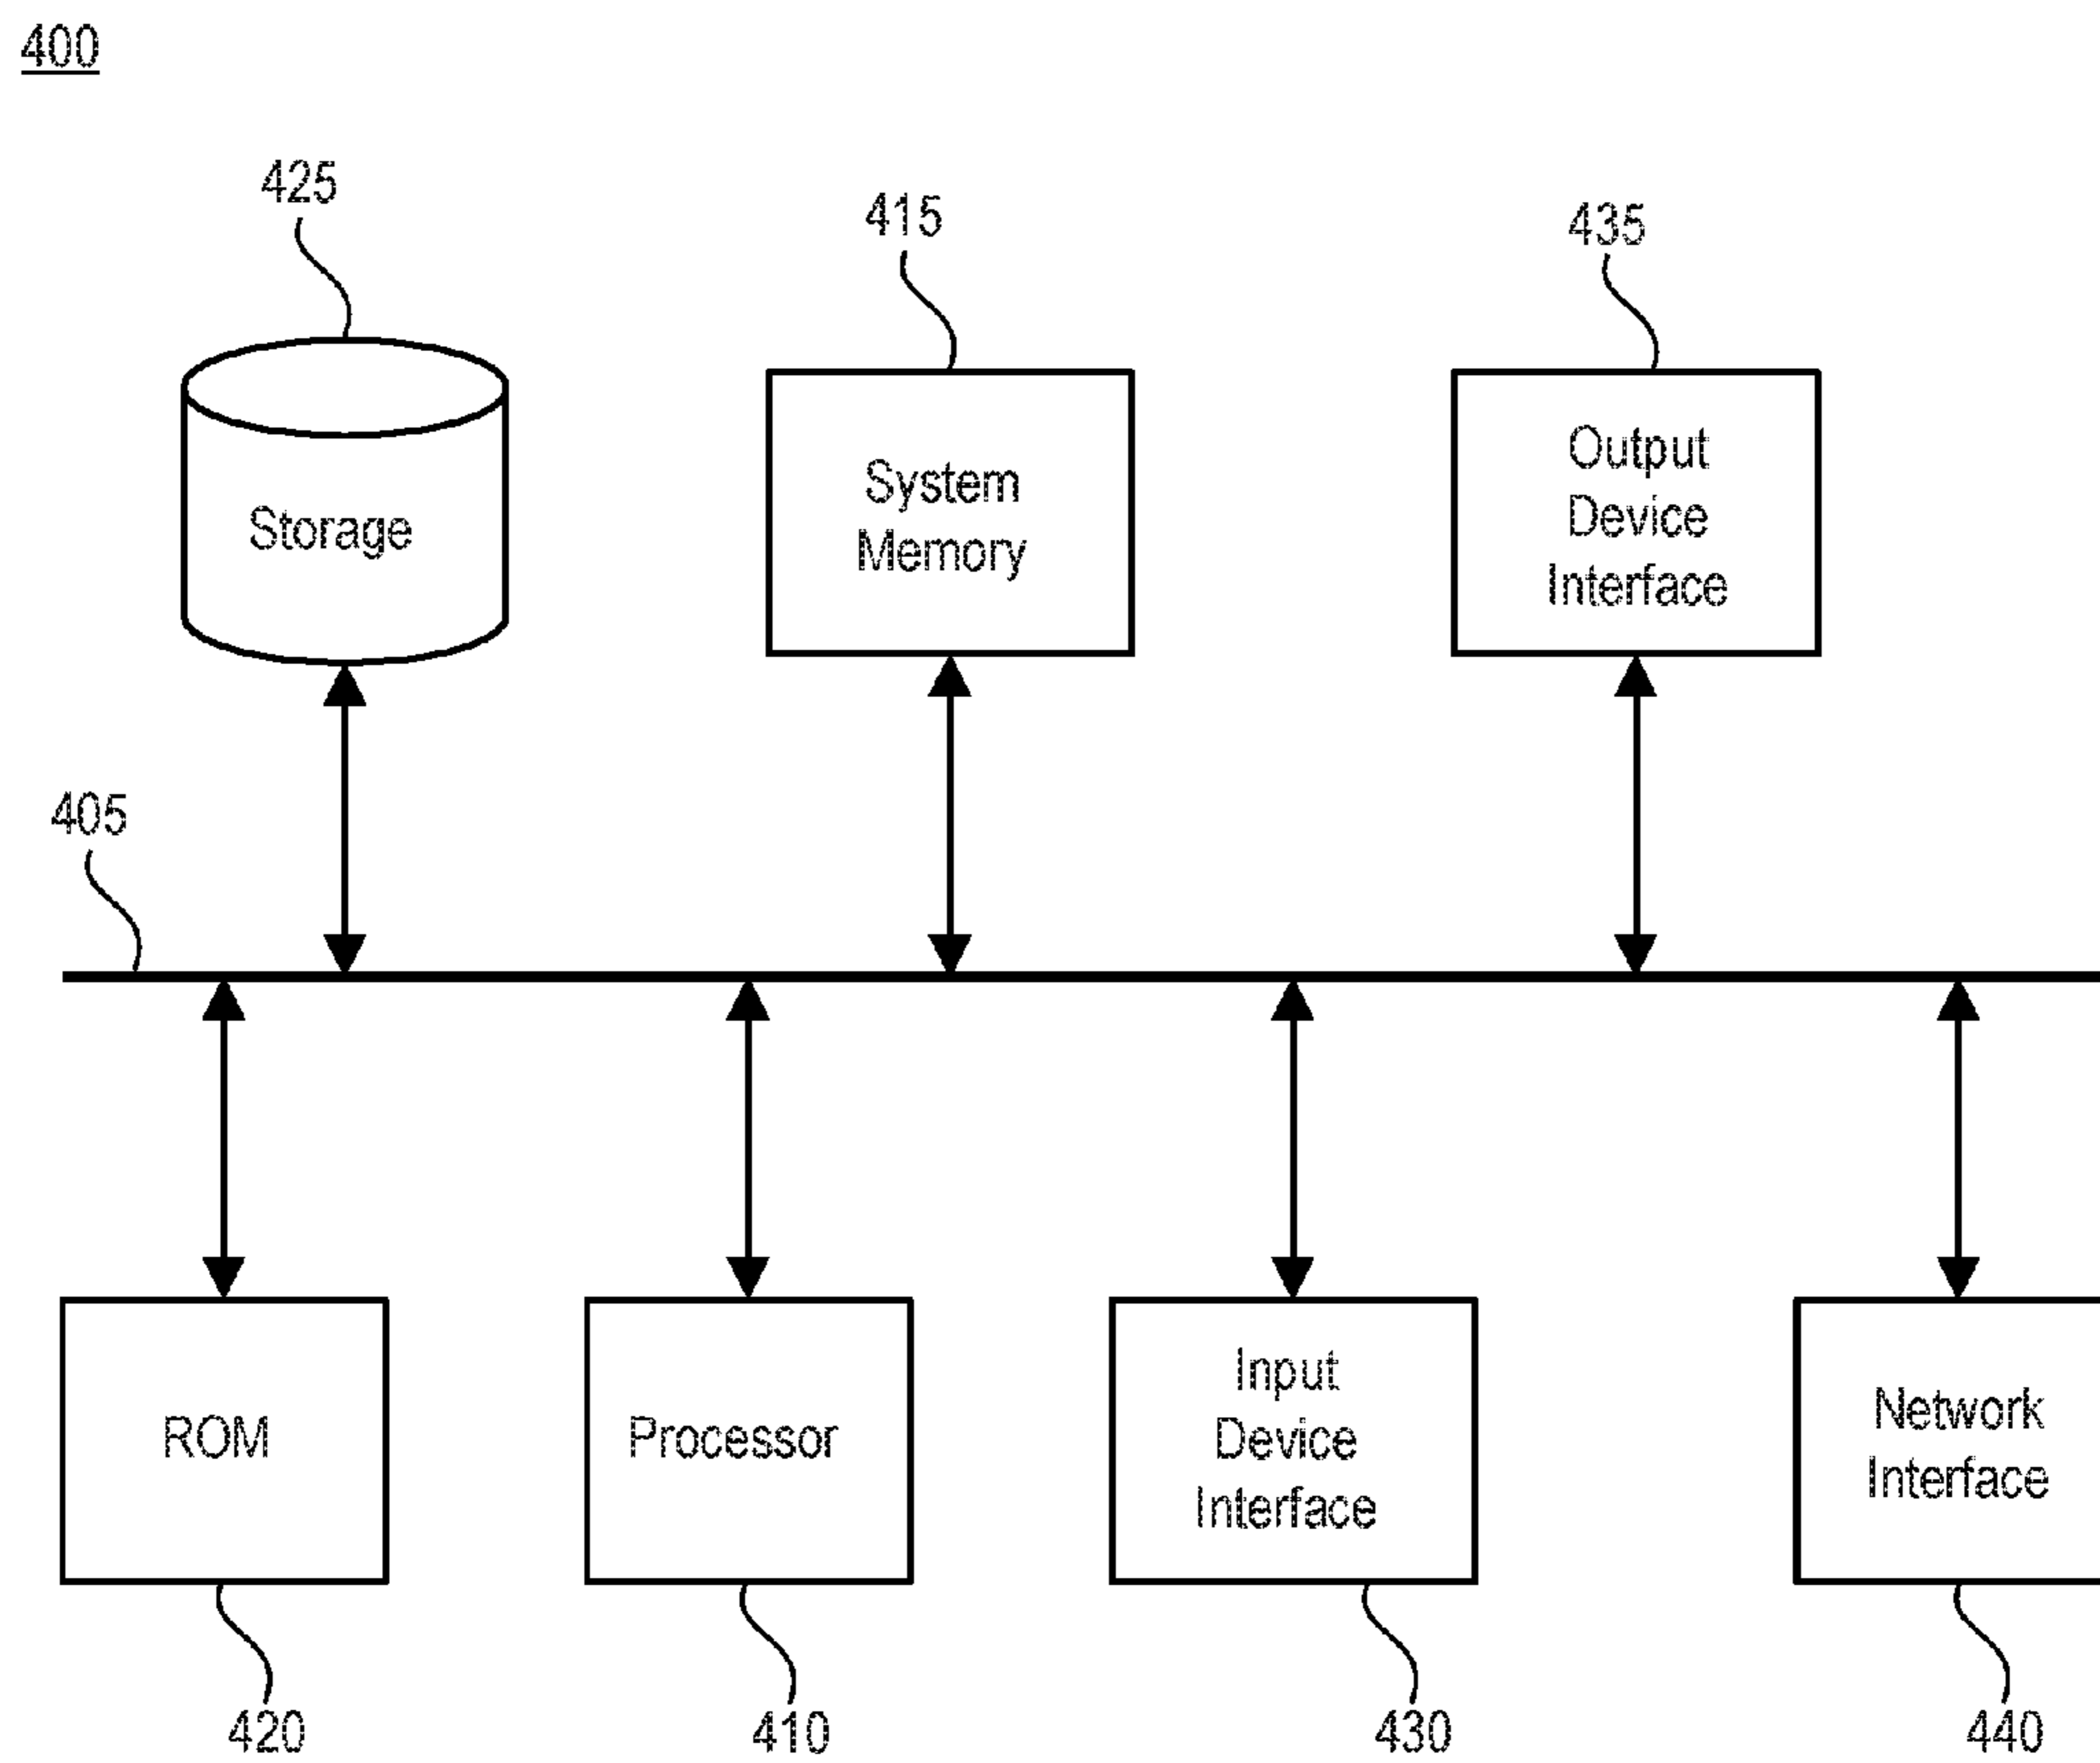 400
425
415
435
Storage
System
Memory
Output
Device
Interface
405
ROM
Processor
Input
Device
Interface
Network
Interface
420
410
430
440